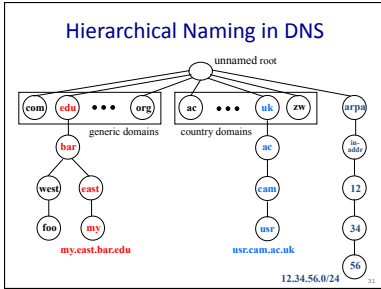 Hierarchical Naming in DNS
unnamed root
com edu ••• org ac ••• uk zw arpa
generic domains country domains
bar ac in-
addr
west east cam 12
foo my usr 34
my.east.bar.edu usr.cam.ac.uk
56
12.34.56.0/24
31